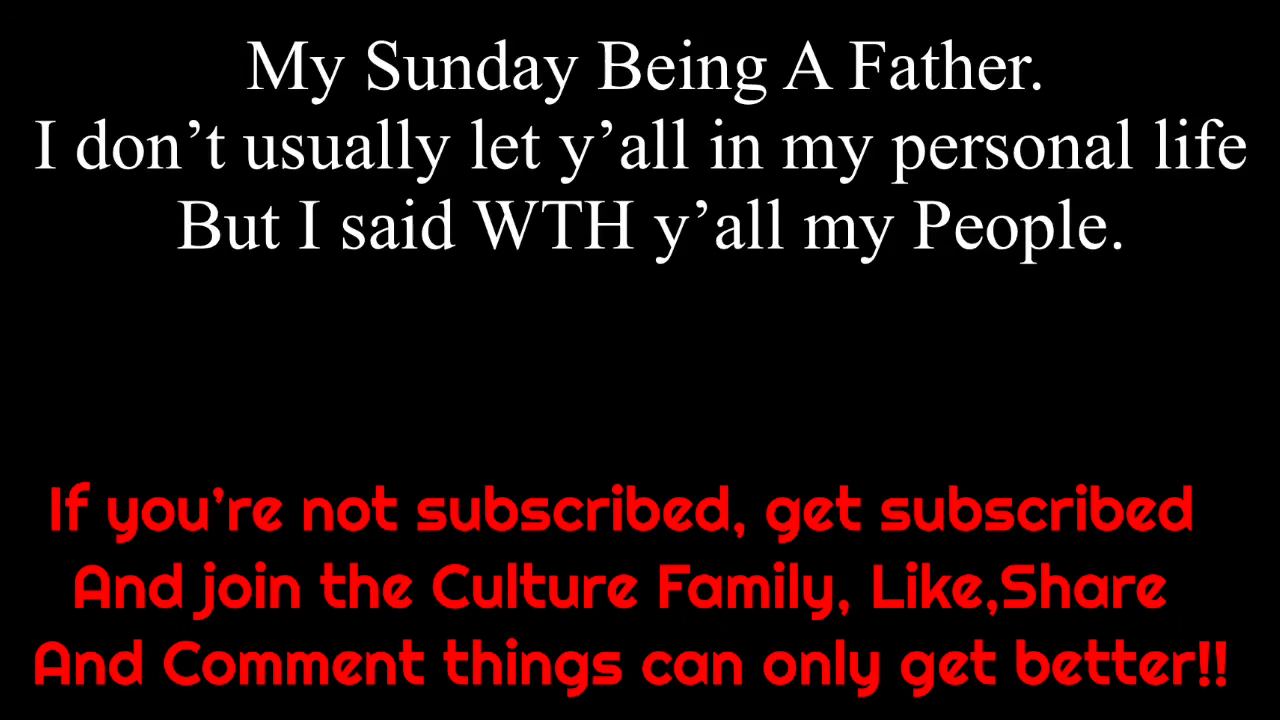 My Sunday Being A Father.
I don’t usually let y’all in my personal life
But I said WTH y’all my People.
If you’re not subscribed, get subscribed
And join the Culture Family, Like,Share
And Comment things can only get better!!